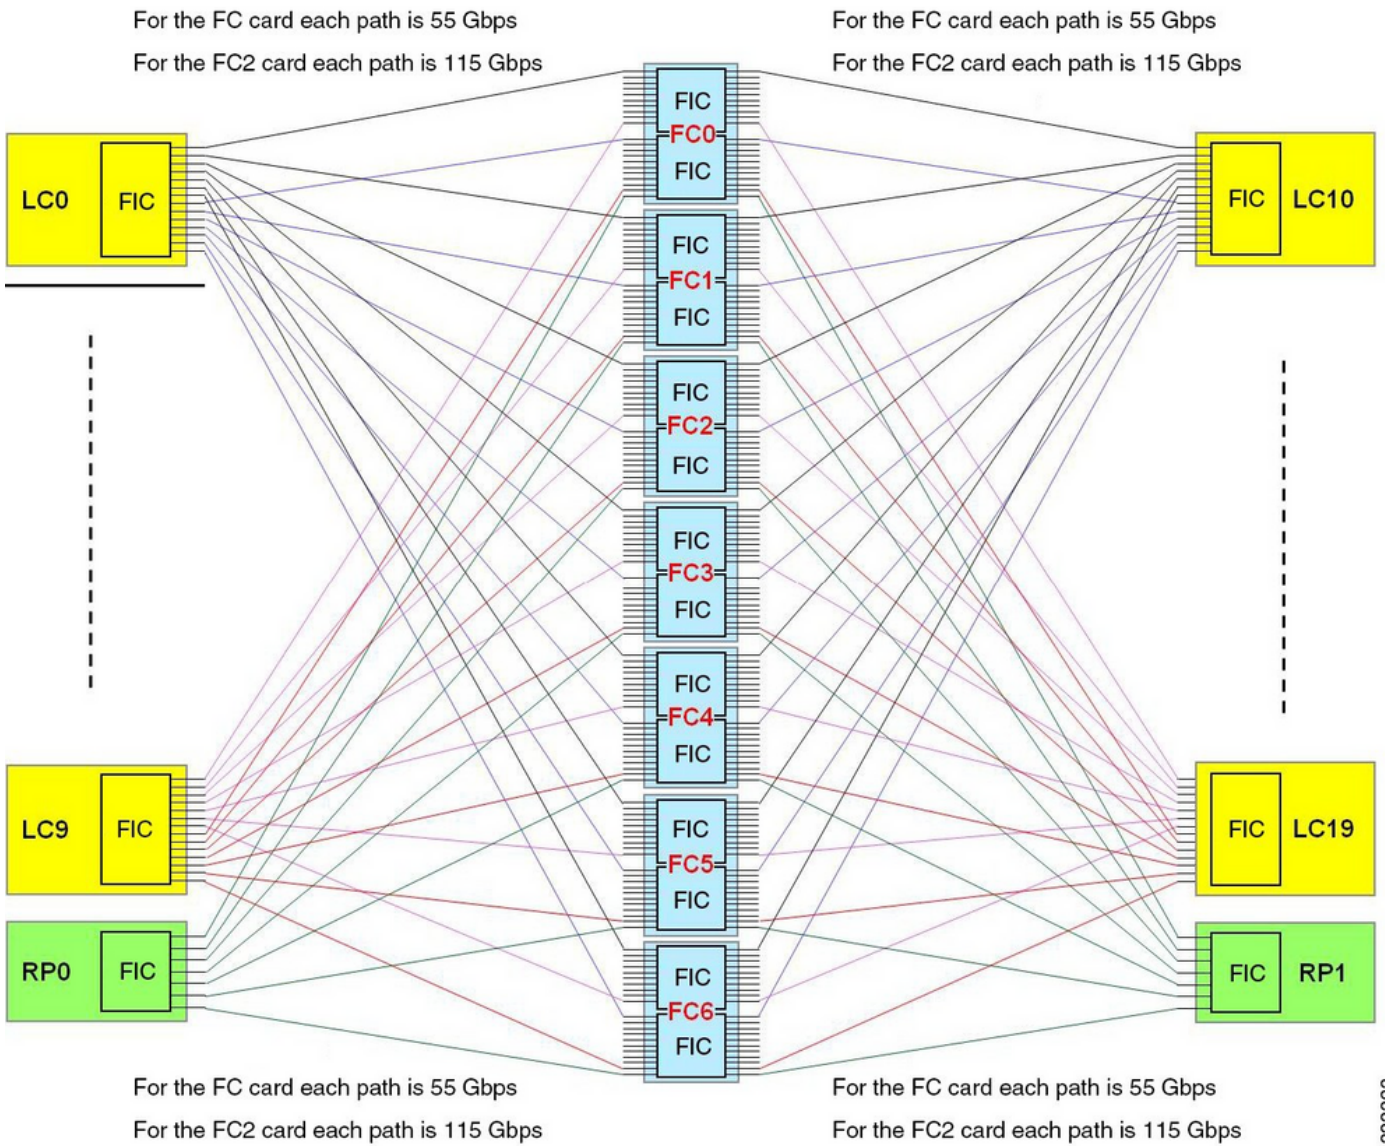 For the FC card each path is 55 Gbps
For the FC card each path is 55 Gbps
For the FC2 card each path is 115 Gbps
For the FC2 card each path is 115 Gbps
FIC
FC0
FIC
LC0
FIC
FIC
LC10
FIC
FC1
FIC
FIC
FC2
FIC
FIC
FC3
FIC
FIC
FC4
FIC
LC9
FIC
FIC
FC5
FIC
FIC
LC19
RP0
FIC
FIC
FC6
FIC
FIC
RP1
For the FC card each path is 55 Gbps
For the FC card each path is 55 Gbps
For the FC2 card each path is 115 Gbps
For the FC2 card each path is 115 Gbps